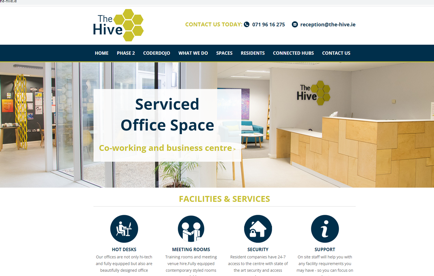 The
Hive
CONTACT US TODAY: 071 96 16 275 reception@the-hive.ie
HOME PHASE 2 CODERDOJO WHAT WE DO SPACES RESIDENTS CONNECTED HUBS CONTACT US
Serviced
Office Space
Co-working and business centre
The
Hive
FACILITIES & SERVICES
HOT DESKS MEETING ROOMS SECURITY SUPPORT
Our offices are not only hi-tech
and fully equipped but also are
beautifully designed office
Training rooms and meeting
venue hire.Fully equipped
contemporary styled rooms
Resident companies have 24-7
access to the centre with state of
the art security and access
On site staff will help you with
any facility requirements you
may have - so you can focus on